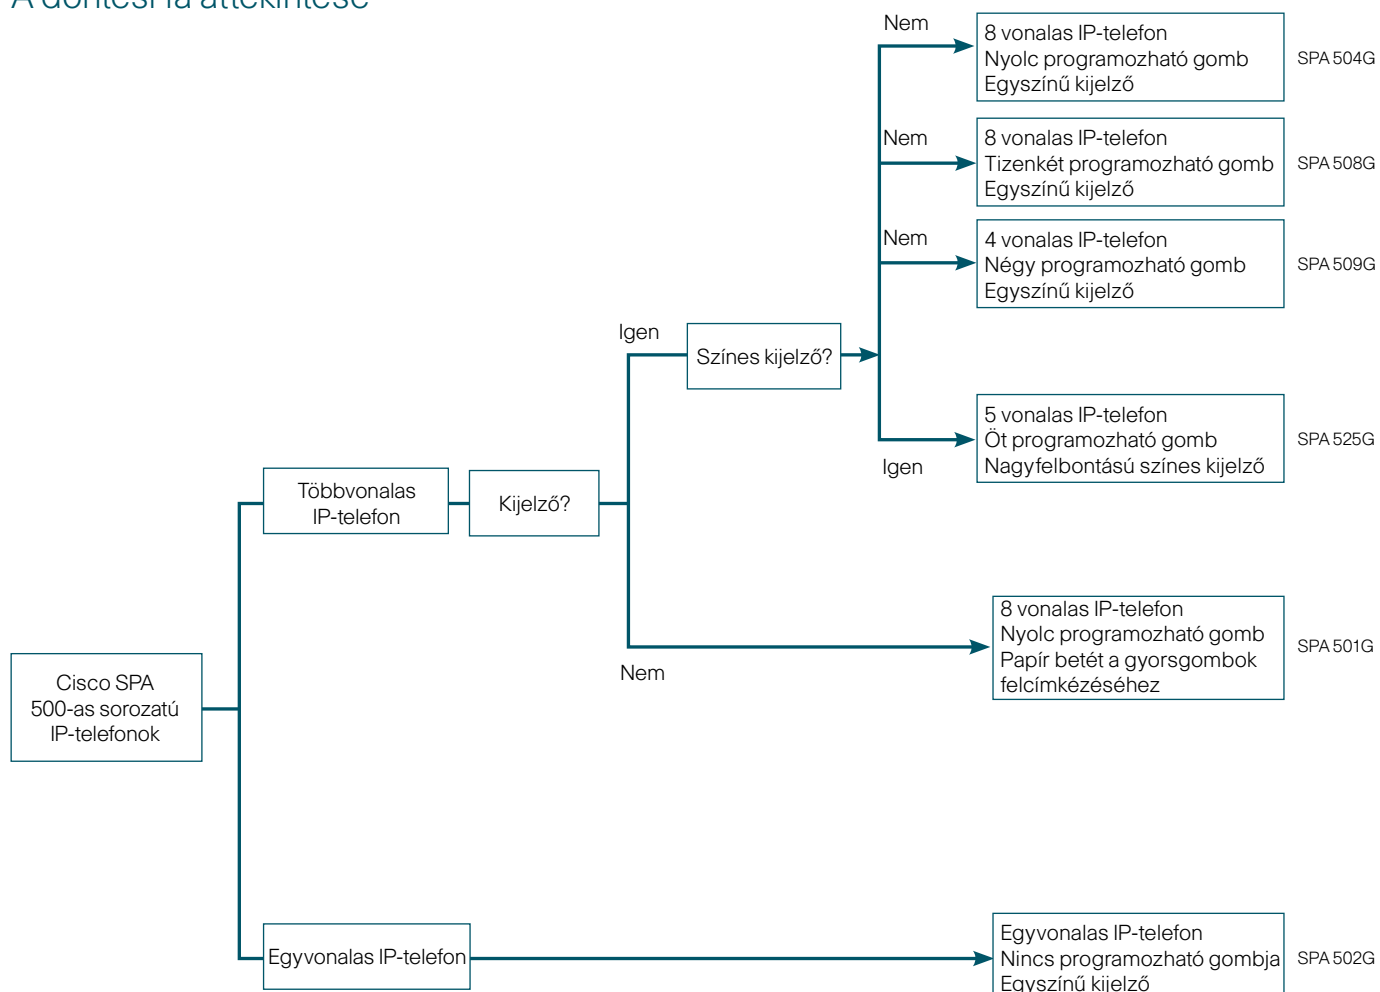 A döntési fa áttekintése
Nem
8 vonalas IP-telefon
Nyolc programozható gomb
Egyszínű kijelző
SPA 504G
Nem
8 vonalas IP-telefon
Tizenkét programozható gomb
Egyszínű kijelző
SPA 508G
Nem
4 vonalas IP-telefon
Négy programozható gomb
Egyszínű kijelző
SPA 509G
Igen
Színes kijelző?
5 vonalas IP-telefon
Öt programozható gomb
Nagyfelbontású színes kijelző
SPA 525G
Igen
Többvonalas
IP-telefon
Kijelző?
8 vonalas IP-telefon
Nyolc programozható gomb
Papír betét a gyorsgombok
felcímkézéséhez
SPA 501G
Nem
Cisco SPA
500-as sorozatú
IP-telefonok
Egyvonalas IP-telefon
Egyvonalas IP-telefon
Nincs programozható gombja
Egyszínű kijelző
SPA 502G